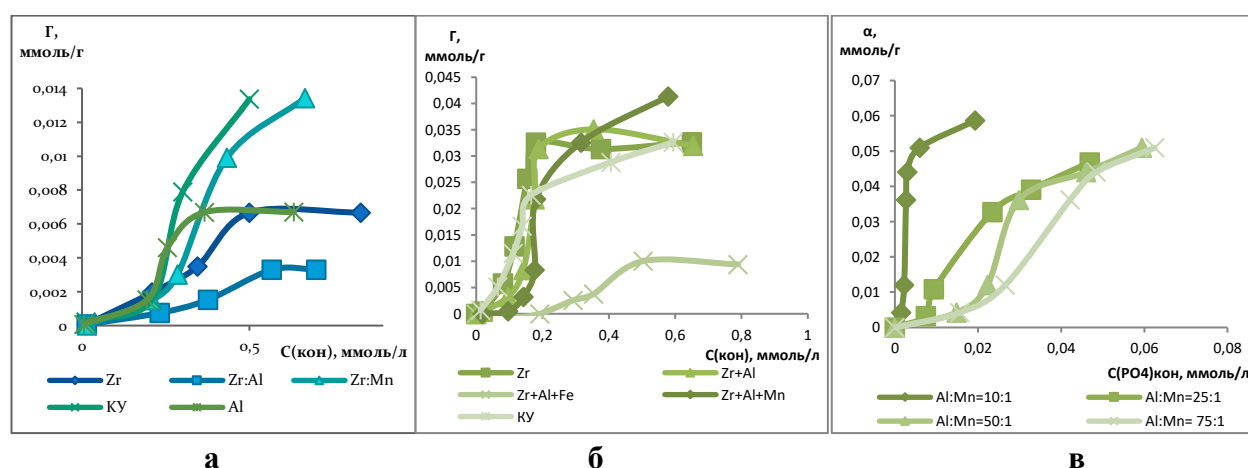 Г,
ммоль/г
0,014
0,012
0,01
0,008
0,006
0,004
0,002
0
0
0,5
С(кон), ммоль/л
Zr
Zr:Al
Zr:Mn
КУ
Al
а
Г,
ммоль/г
0,045
0,04
0,035
0,03
0,025
0,02
0,015
0,01
0,005
0
0
0,2
0,4
0,6
0,8
1
С(кон), ммоль/л
Zr
Zr+Al
Zr+Al+Fe
Zr+Al+Mn
КУ
б
α,
ммоль/г
0,07
0,06
0,05
0,04
0,03
0,02
0,01
0
0
0,02
0,04
0,06
0,08
C(PO4)кон, ммоль/л
Al:Mn=10:1
Al:Mn=25:1
Al:Mn=50:1
Al:Mn= 75:1
в